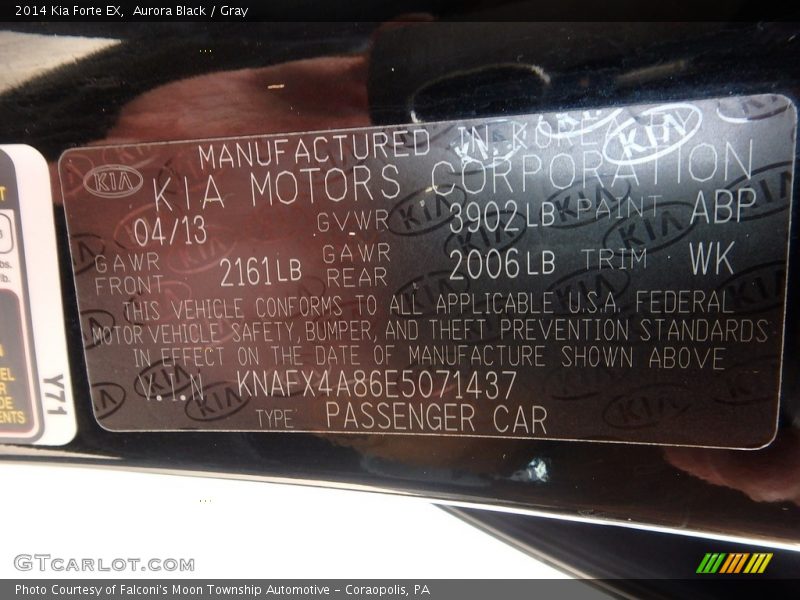 2014 Kia Forte EX,  Aurora Black / Gray
MANUFACTURED IN KOREA
KIA MOTORS CORPORATION
04/13 GVWR 3902LB PAINT ABP
GAWR FRONT 2161LB GAWR REAR 2006LB TRIM WK
THIS VEHICLE CONFORMS TO ALL APPLICABLE U.S.A. FEDERAL
MOTOR VEHICLE SAFETY, BUMPER, AND THEFT PREVENTION STANDARDS
IN EFFECT ON THE DATE OF MANUFACTURE SHOWN ABOVE
V.I.N. KNAFX4A86E5071437
TYPE PASSENGER CAR
KIA
Y71
GTCARLOT.COM
Photo Courtesy of Falconi's Moon Township Automotive – Coraopolis, PA